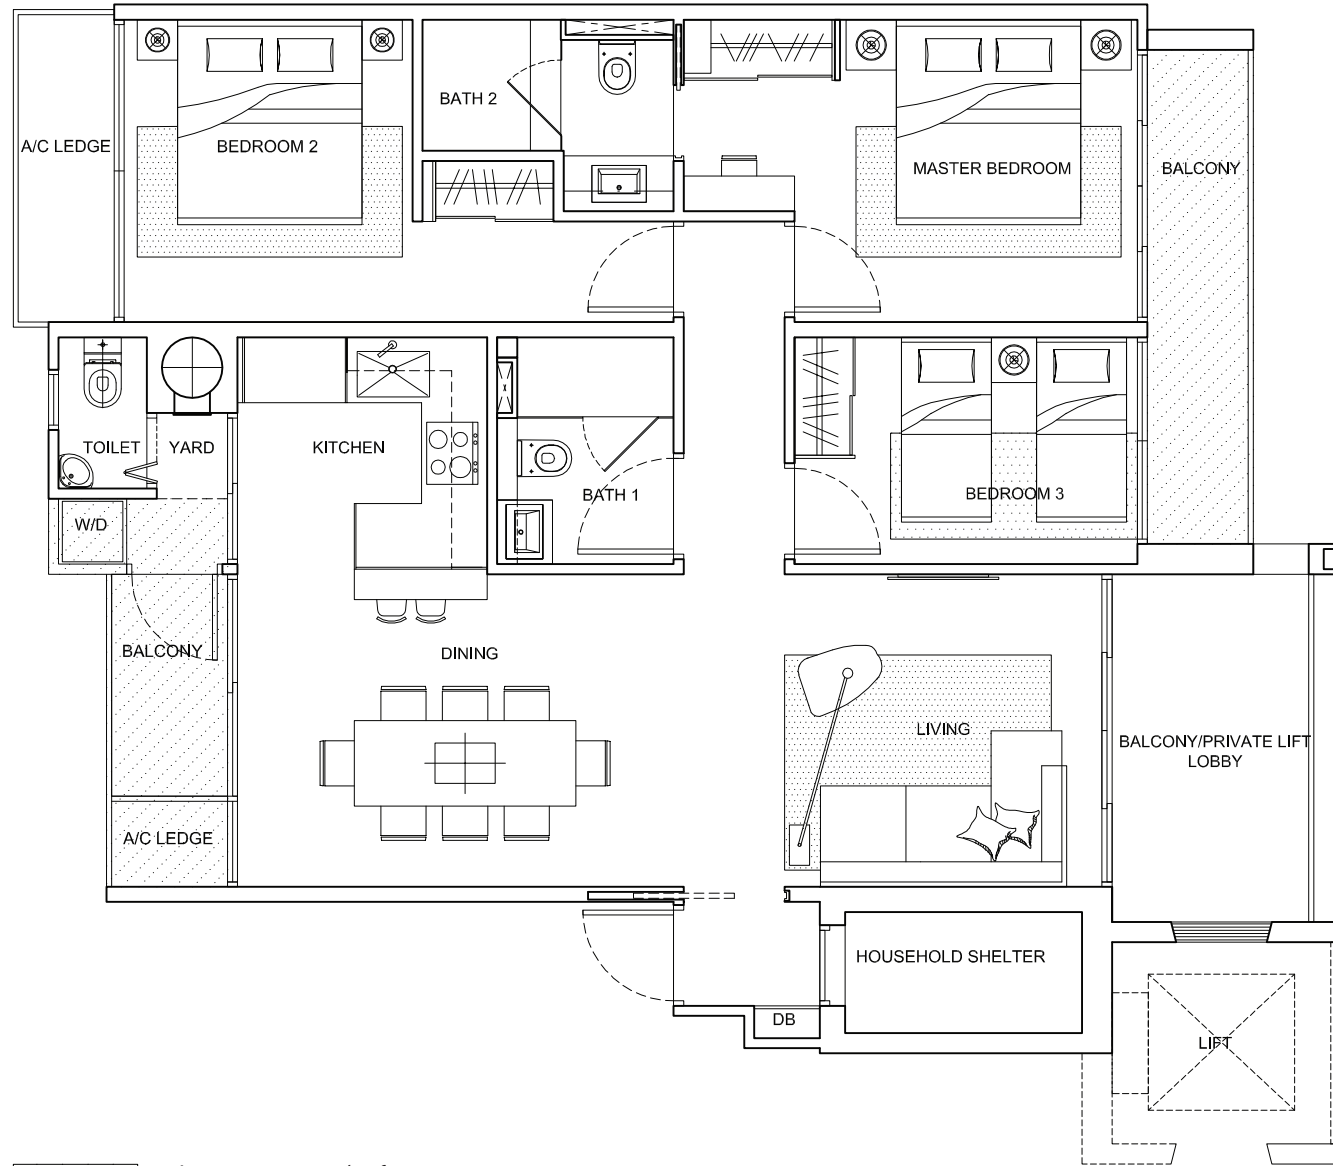 BATH 2
A/C LEDGE
BEDROOM 2
MASTER BEDROOM
BALCONY
TOILET
YARD
KITCHEN
BATH 1
BEDROOM 3
W/D
BALCONY
DINING
LIVING
BALCONY/PRIVATE LIFT
LOBBY
A/C LEDGE
HOUSEHOLD SHELTER
DB
LIFT